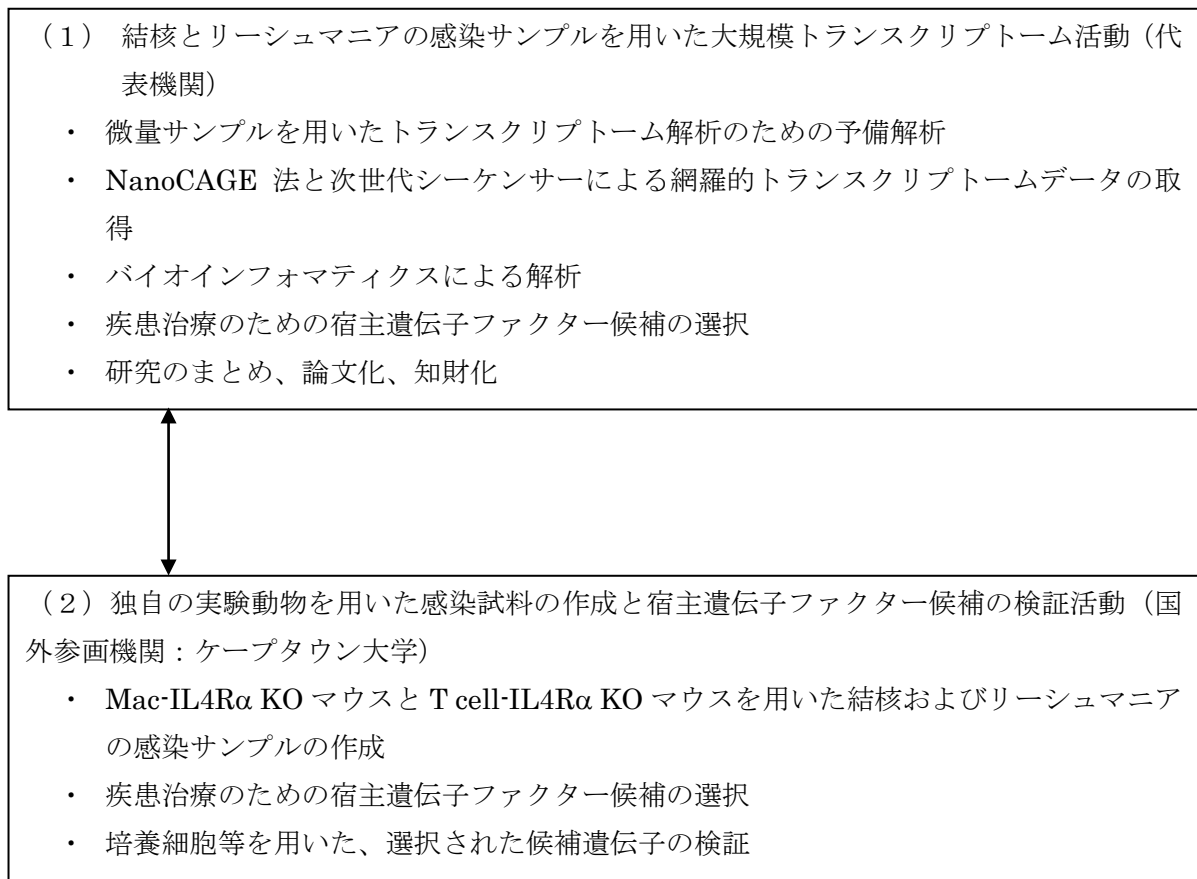 （１） 結核とリーシュマニアの感染サンプルを用いた大規模トランスクリプトーム活動（代
表機関）
・ 微量サンプルを用いたトランスクリプトーム解析のための予備解析
・ NanoCAGE 法と次世代シーケンサーによる網羅的トランスクリプトームデータの取
得
・ バイオインフォマティクスによる解析
・ 疾患治療のための宿主遺伝子ファクター候補の選択
・ 研究のまとめ、論文化、知財化
（２）独自の実験動物を用いた感染試料の作成と宿主遺伝子ファクター候補の検証活動（国
外参画機関：ケープタウン大学）
・ Mac-IL4Rα KO マウスと T cell-IL4Rα KO マウスを用いた結核およびリーシュマニア
の感染サンプルの作成
・ 疾患治療のための宿主遺伝子ファクター候補の選択
・ 培養細胞等を用いた、選択された候補遺伝子の検証